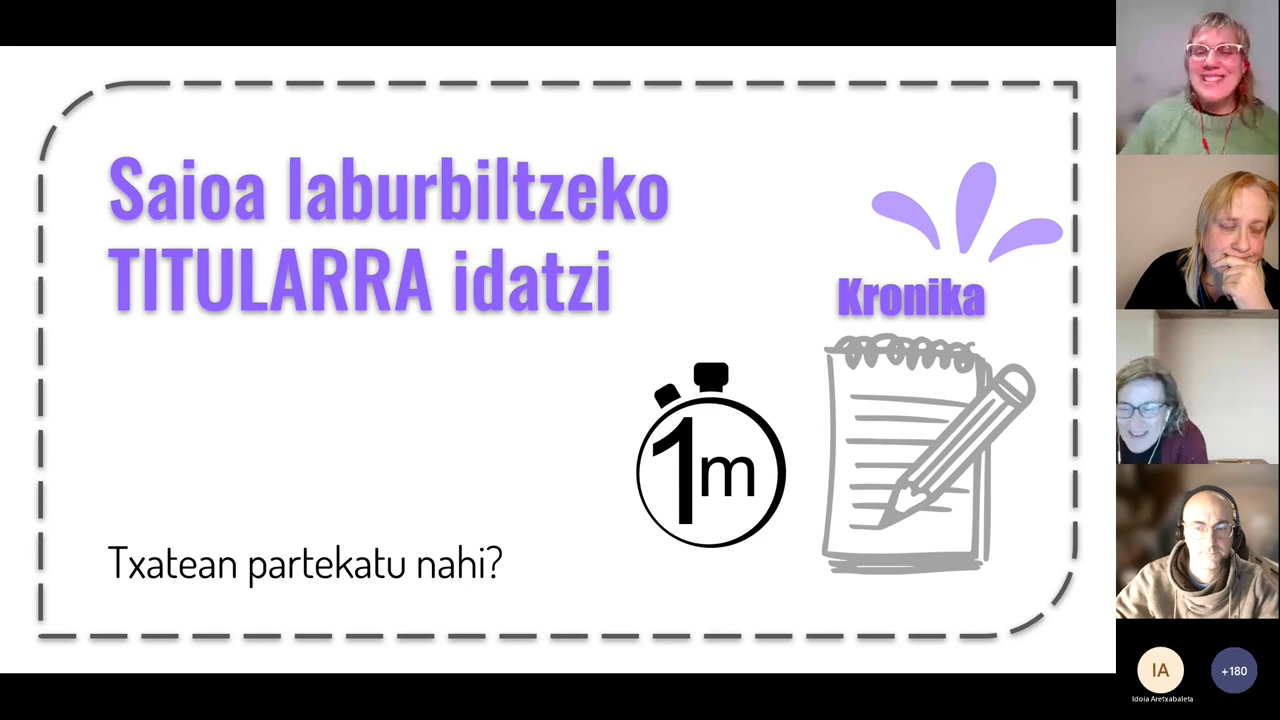 Saioa laburbiltzeko
TITULARRA idatzi
Kronika
1m
Txatean partekatu nahi?
IA
+180
Idoia Aretxabaleta